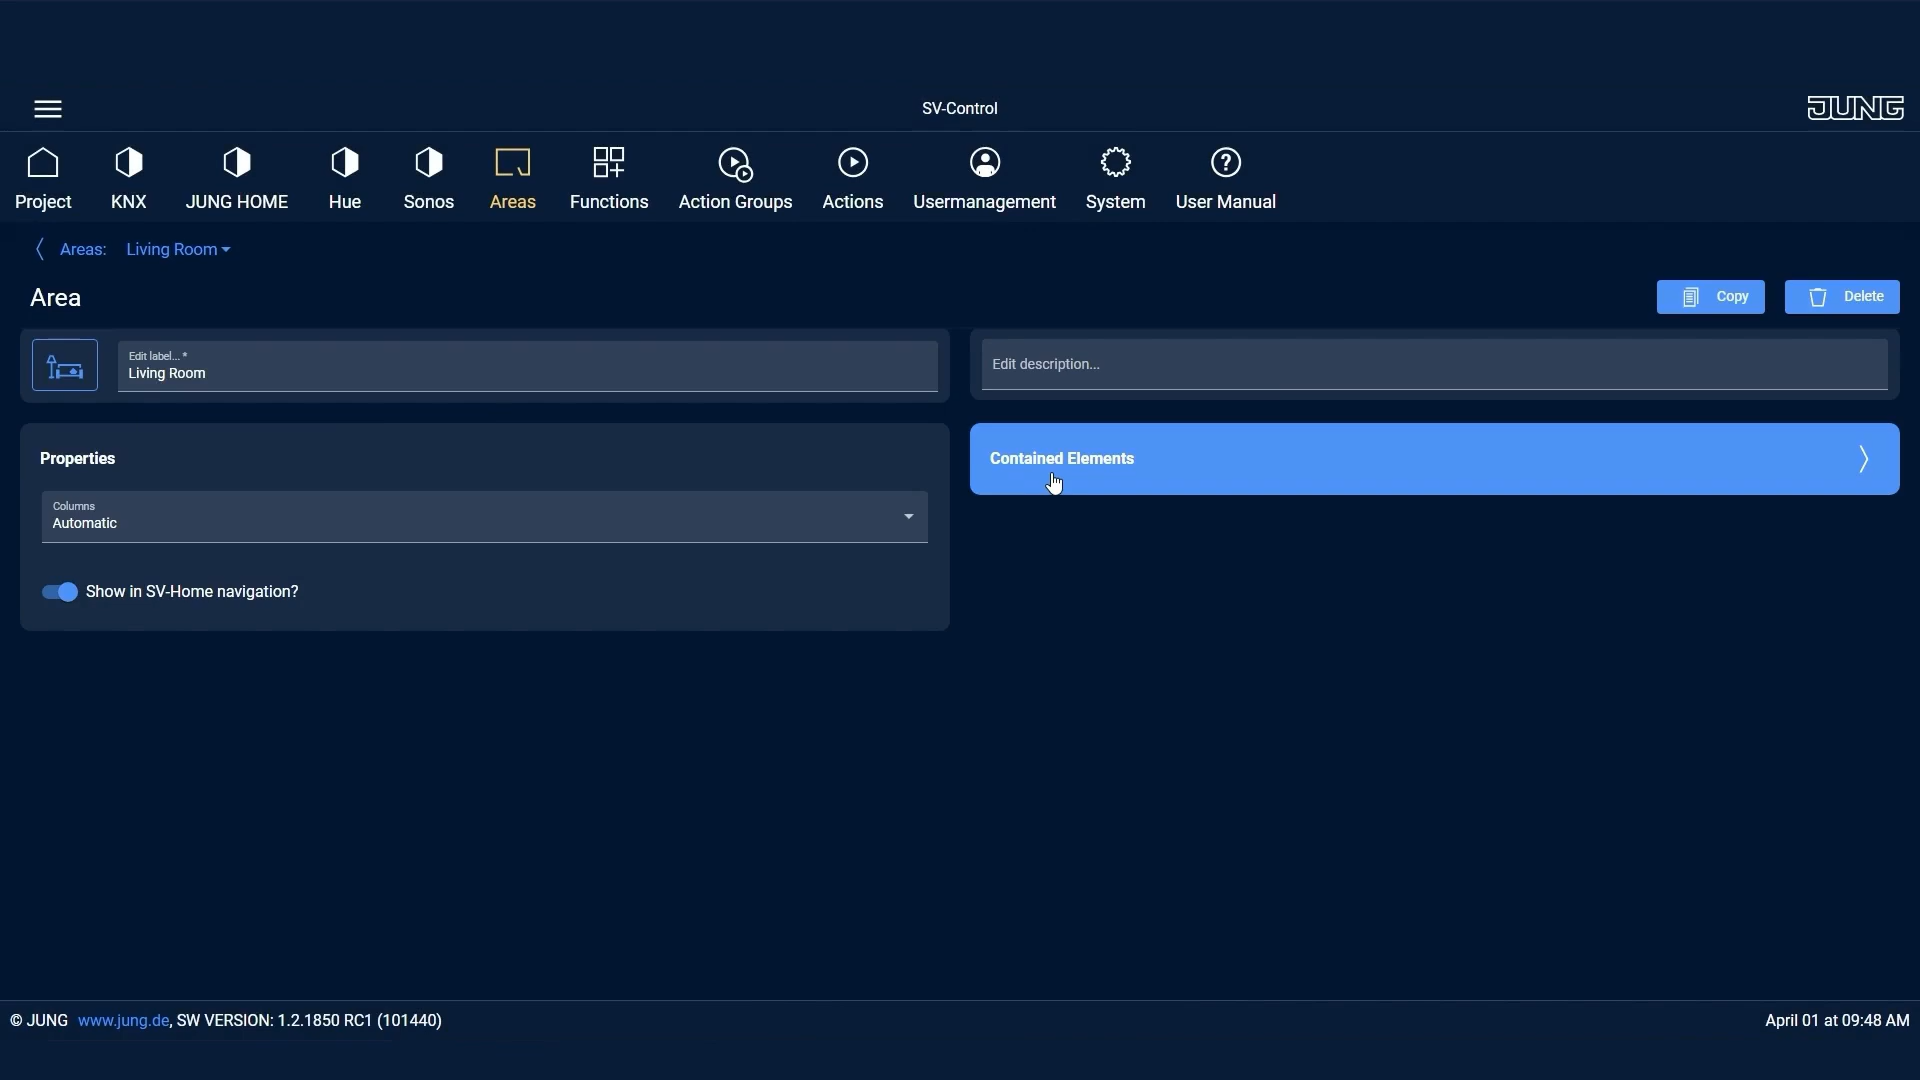 SV-Control
JUNG
Project KNX JUNG HOME Hue Sonos Areas Functions Action Groups Actions Usermanagement System User Manual
Areas: Living Room
Area
Copy Delete
Edit label... *
Living Room
Edit description...
Properties
Contained Elements
Columns
Automatic
Show in SV-Home navigation?
© JUNG www.jung.de, SW VERSION: 1.2.1850 RC1 (101440)
April 01 at 09:48 AM